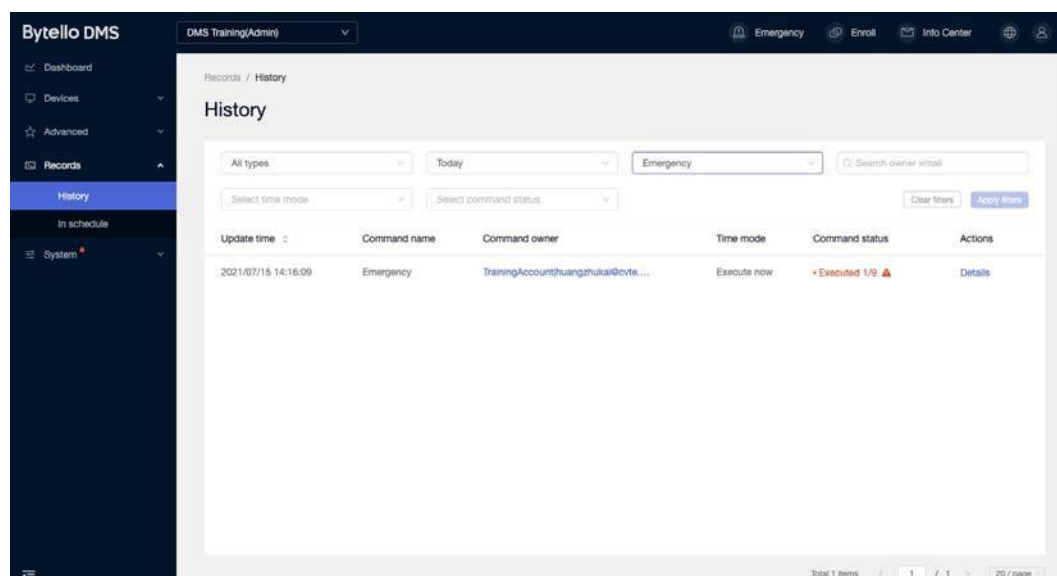 Bytello DMS
DMS Training(Admin)
Emergency
Enroll
Info Center
Dashboard
Devices
Advanced
Records
History
In schedule
System
Records / History
History
All types
Today
Emergency
Search owner email
Select time mode
Select command status
Clear filters
Apply filters
Update time Command name Command owner Time mode Command status Actions
2021/07/15 14:16:09 Emergency TrainingAccount(huangzhukai@cvte.... Execute now • Executed 1/9 Details
Total 1 items < 1 / 1 > 20 / page